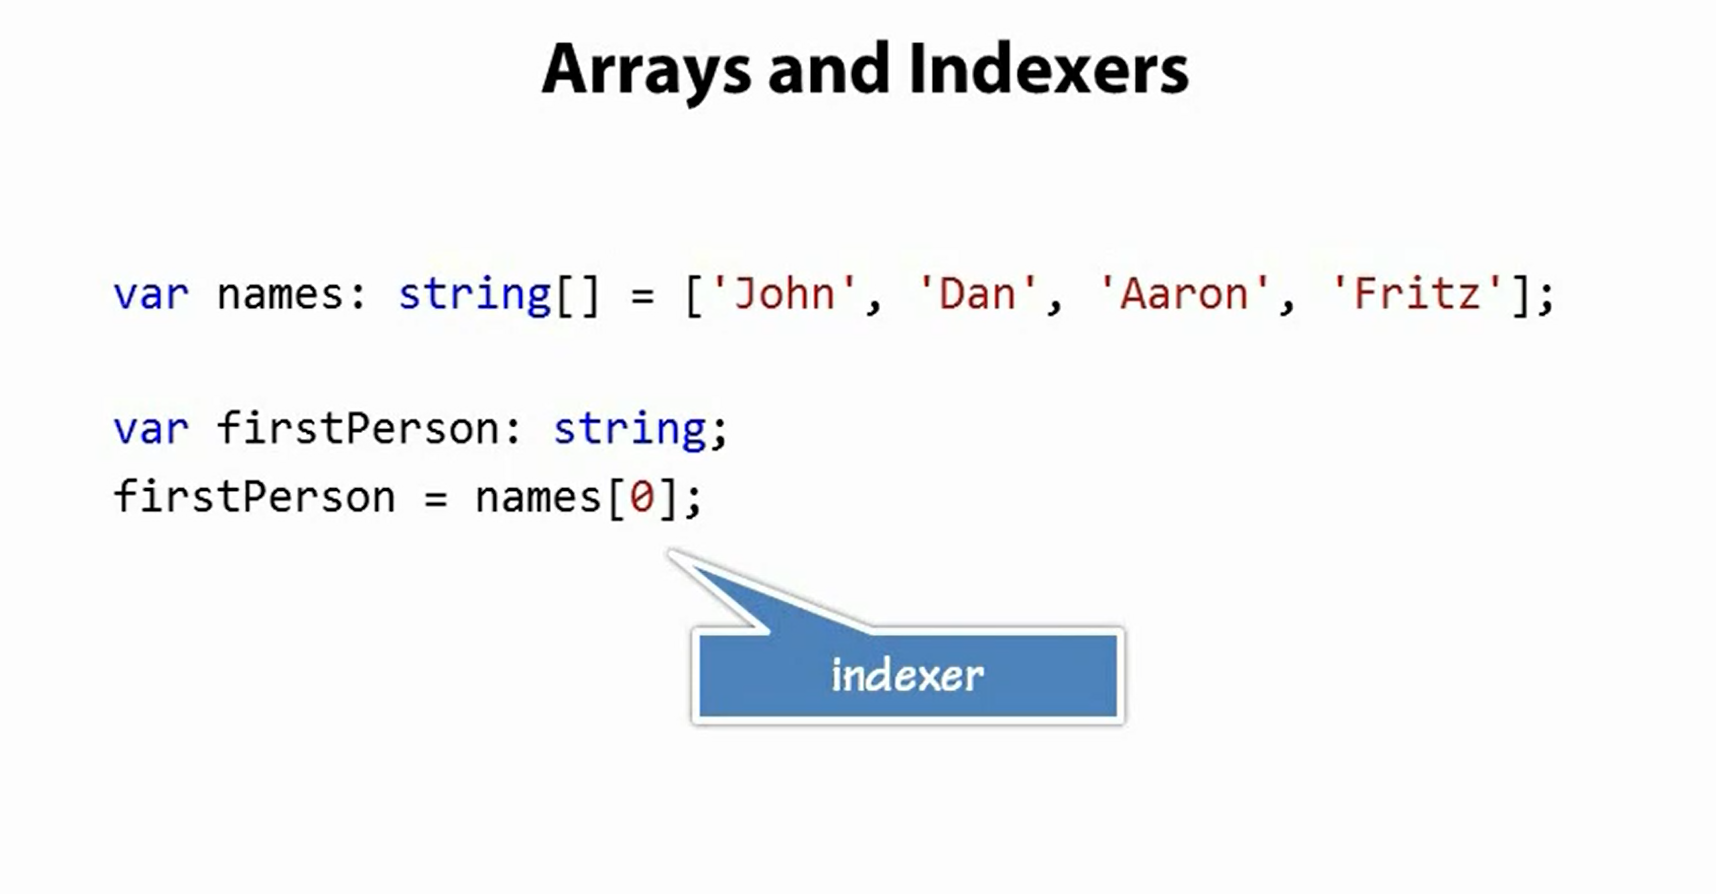 Arrays and Indexers
var names: string[] = ['John', 'Dan', 'Aaron', 'Fritz'];
var firstPerson: string;
firstPerson = names[0];
indexer